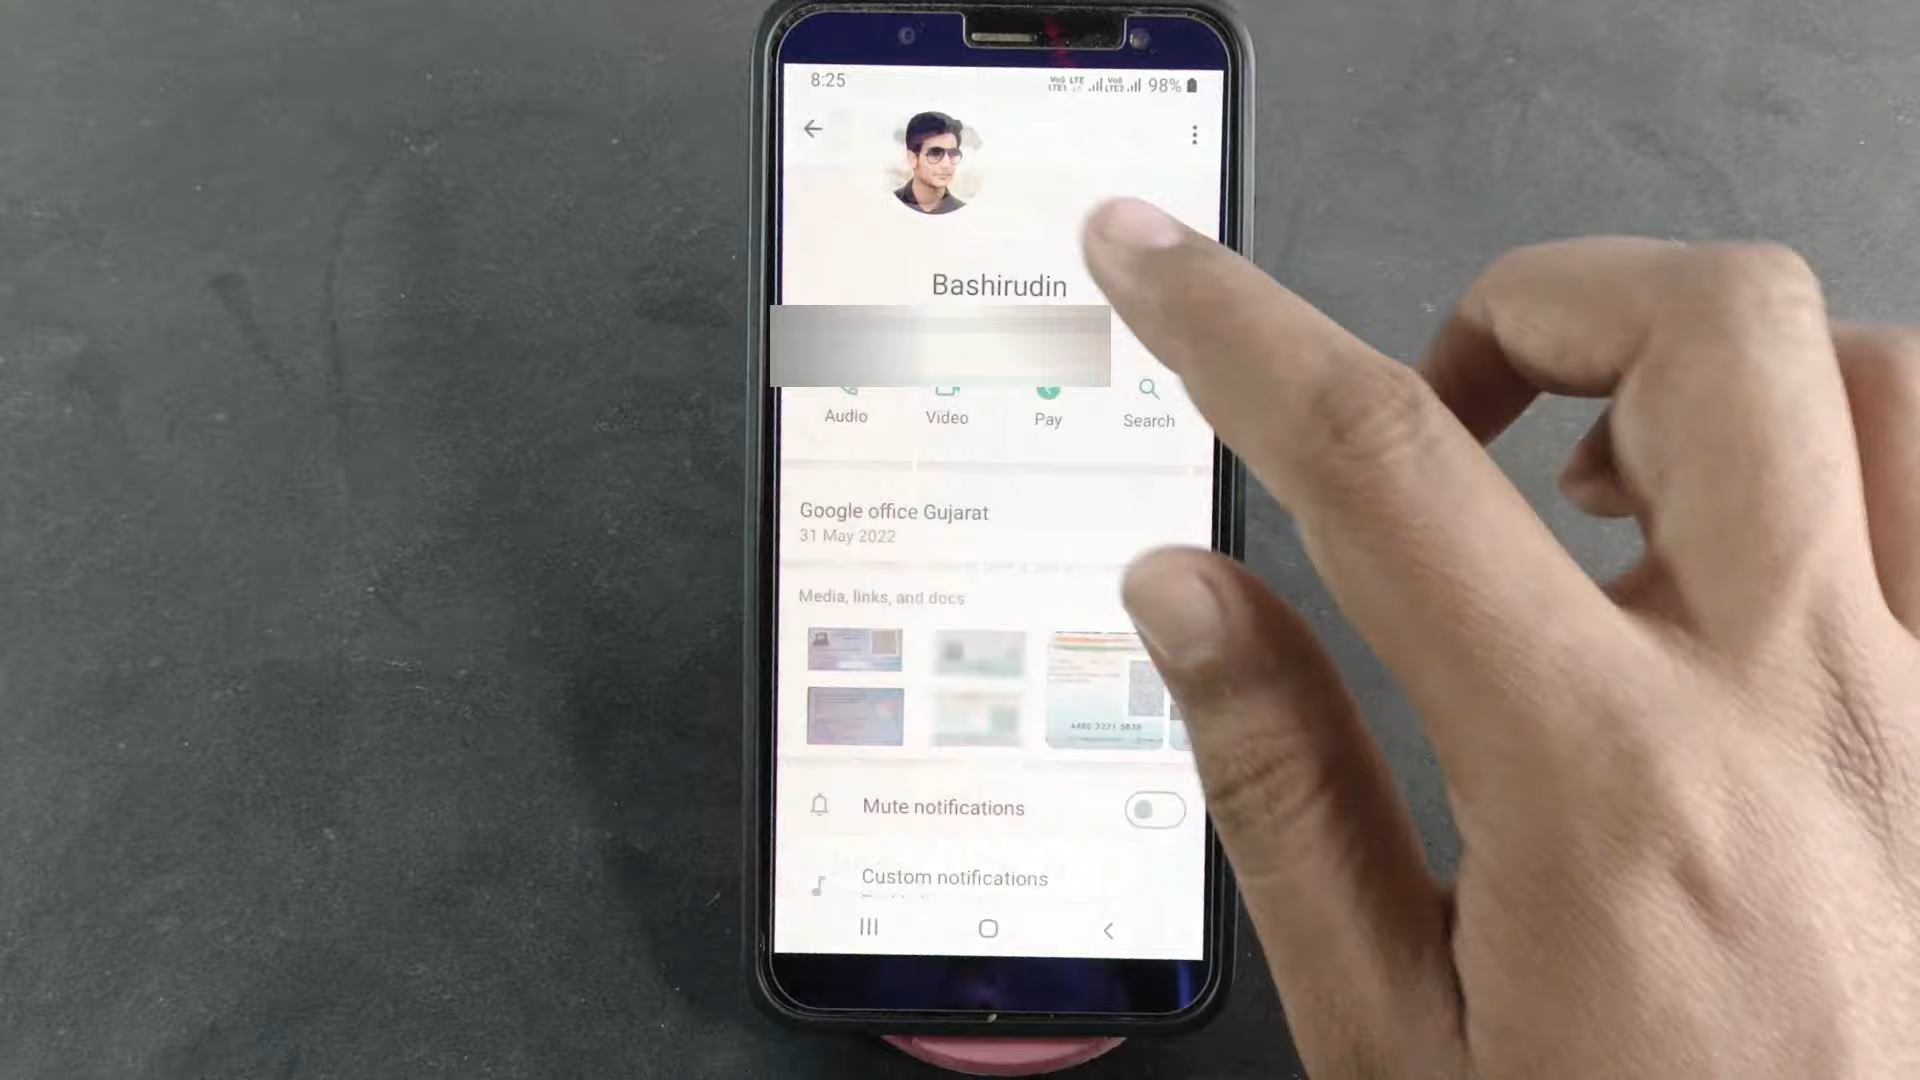 8:25
98%
Bashirudin
Audio
Video
Pay
Search
Google office Gujarat
31 May 2022
Media, links, and docs
Mute notifications
Custom notifications